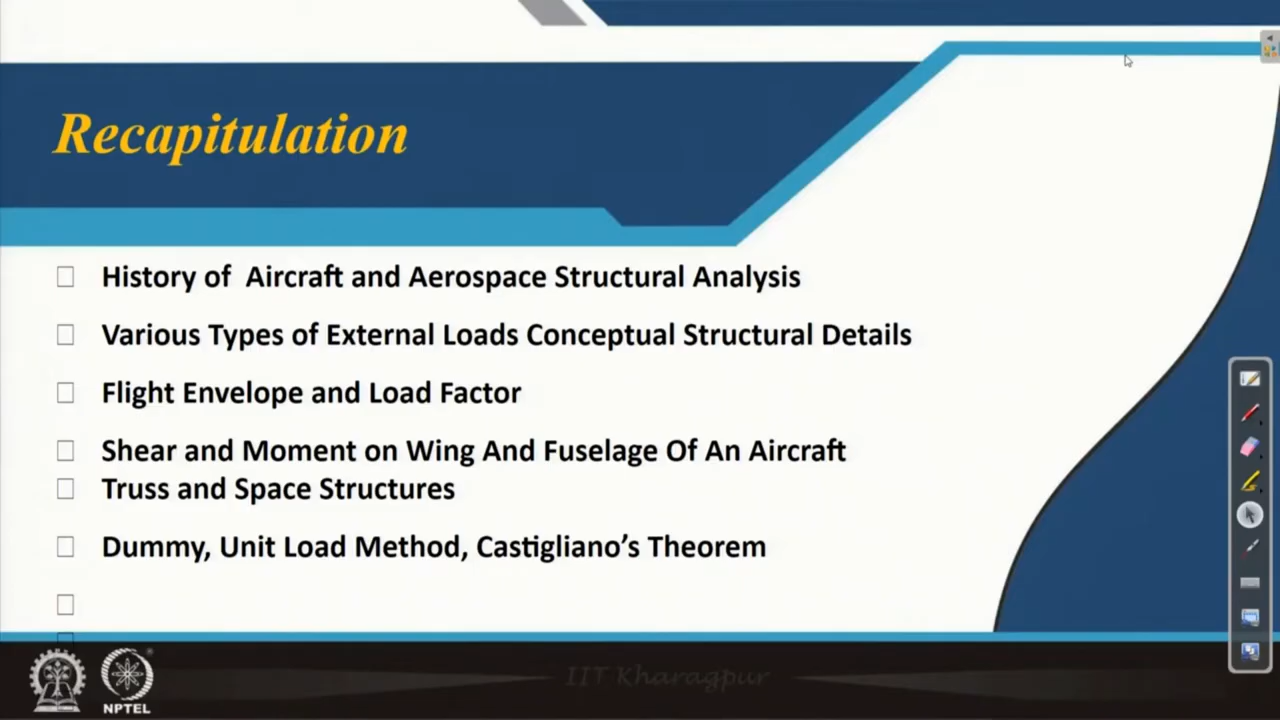 Recapitulation
History of Aircraft and Aerospace Structural Analysis
Various Types of External Loads Conceptual Structural Details
Flight Envelope and Load Factor
Shear and Moment on Wing And Fuselage Of An Aircraft
Truss and Space Structures
Dummy, Unit Load Method, Castigliano’s Theorem
IIT Kharagpur
NPTEL